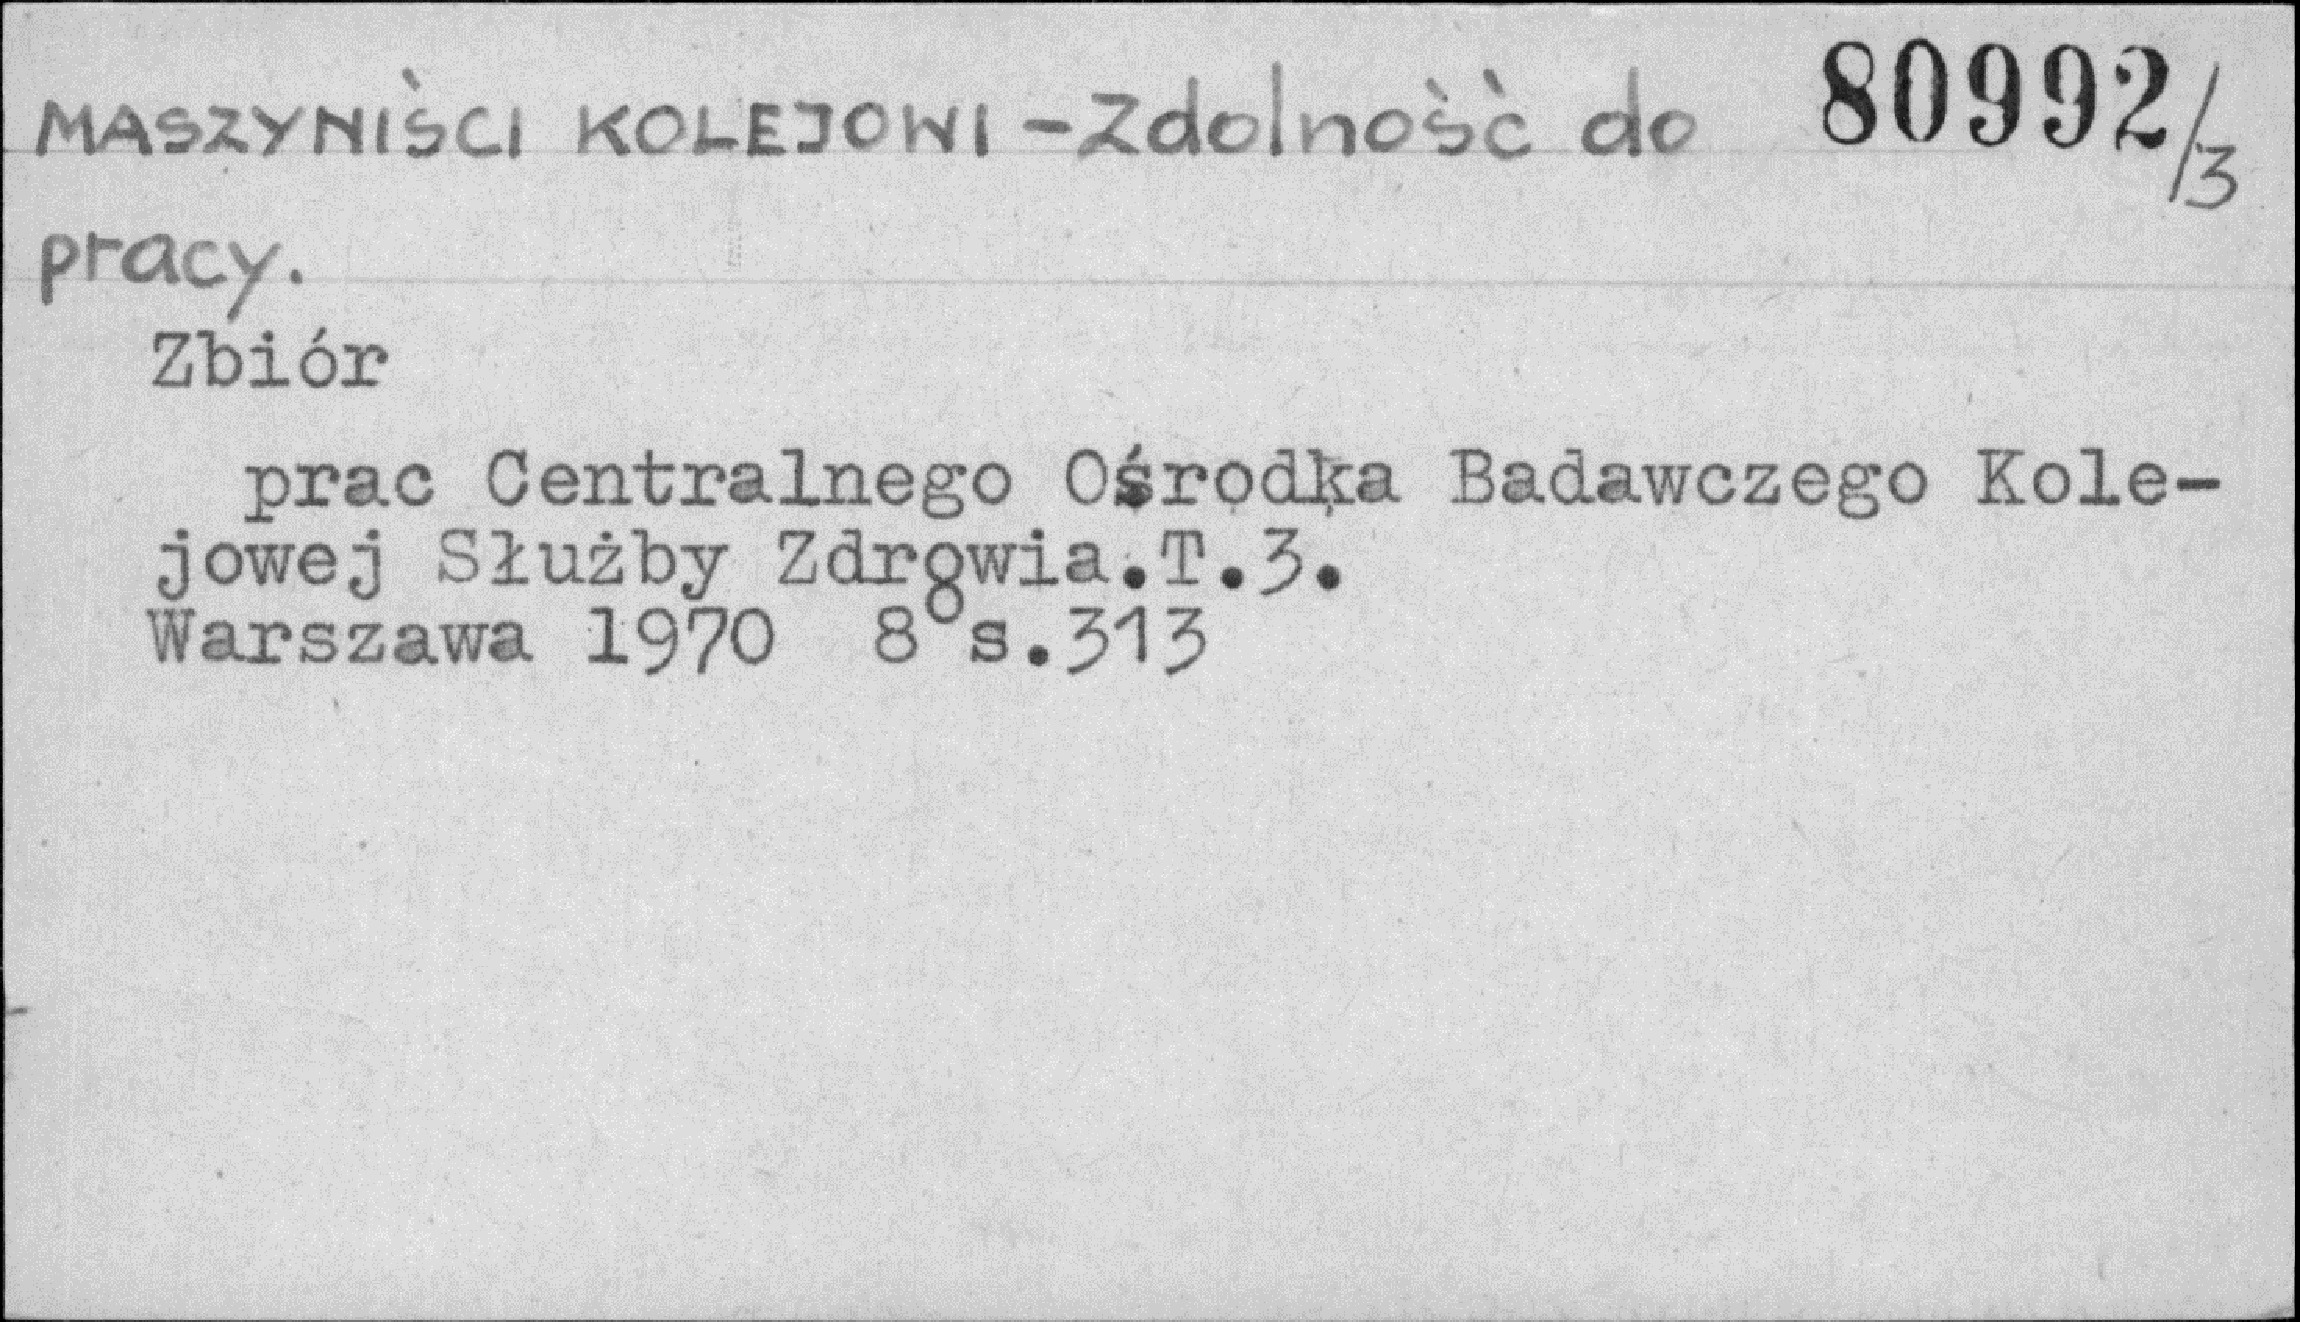 MASZYNIŚCI KOLEJOWI - Zdolność do 80992/3
pracy.
Zbiór
prac Centralnego Ośrodka Badawczego Kole-
jowej Służby Zdrowia.T.3.
Warszawa 1970 8° s.313